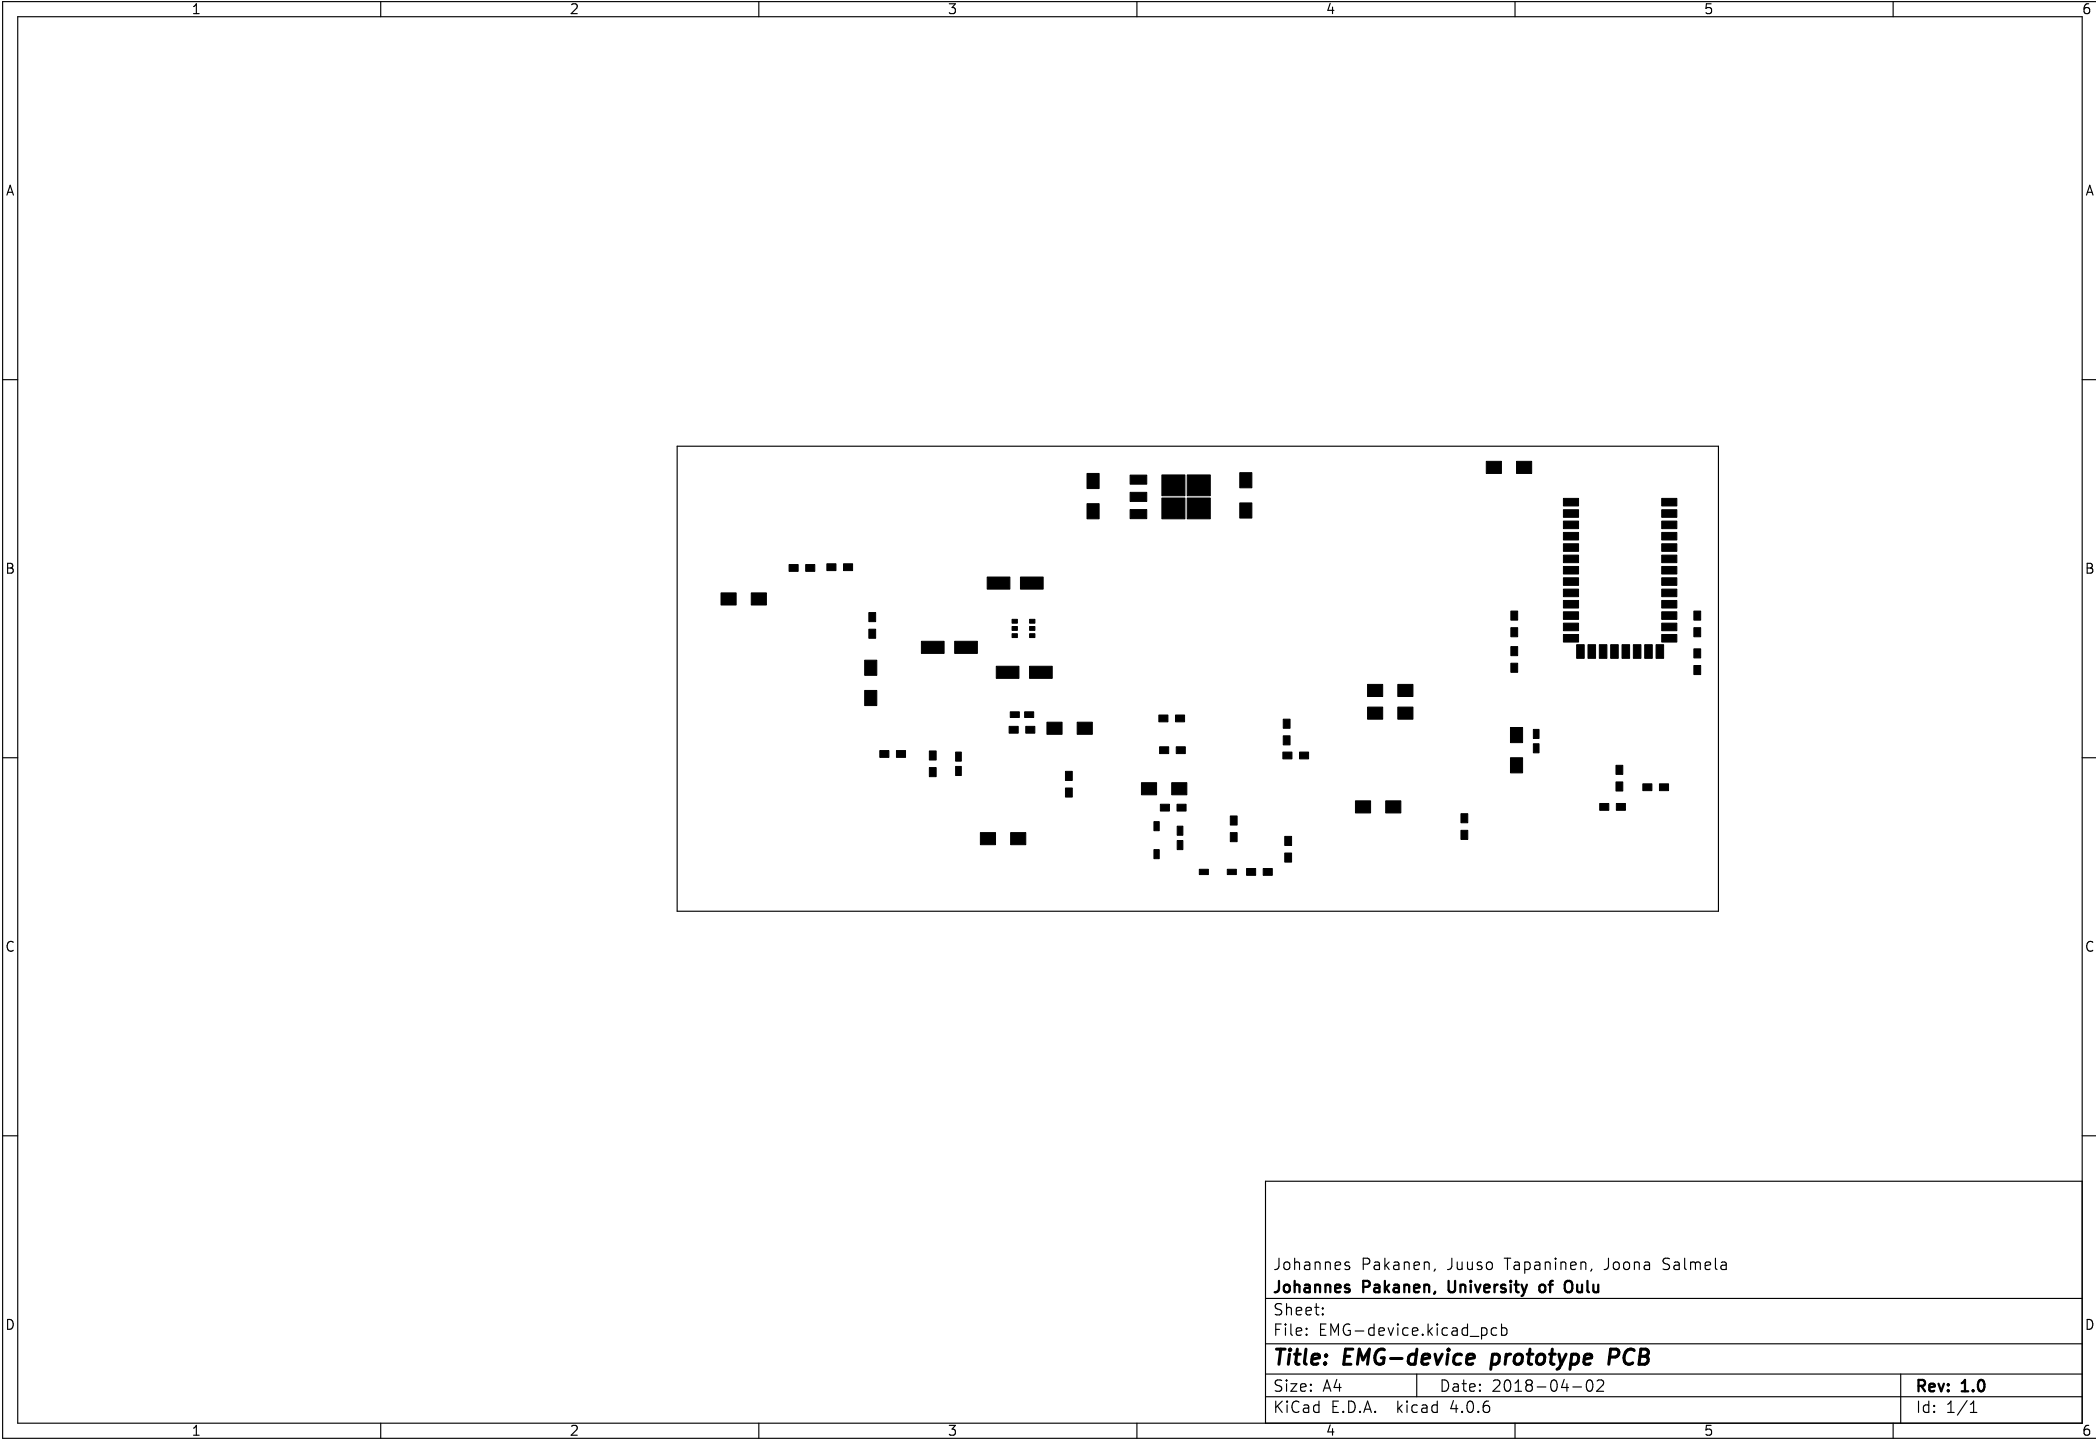 1 2 3 4 5 6
A A
B B
C C
Johannes Pakanen, Juuso Tapaninen, Joona Salmela
Johannes Pakanen, University of Oulu
Sheet:
File: EMG-device.kicad_pcb
D D
Title: EMG-device prototype PCB
Size: A4 Date: 2018-04-02 Rev: 1.0
KiCad E.D.A. kicad 4.0.6 Id: 1/1
1 2 3 4 5 6